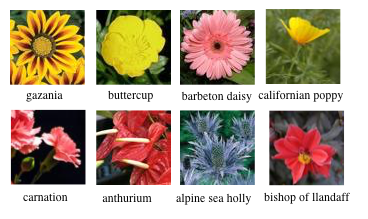 gazania buttercup barbeton daisy californian poppy
carnation anthurium alpine sea holly bishop of llandaff